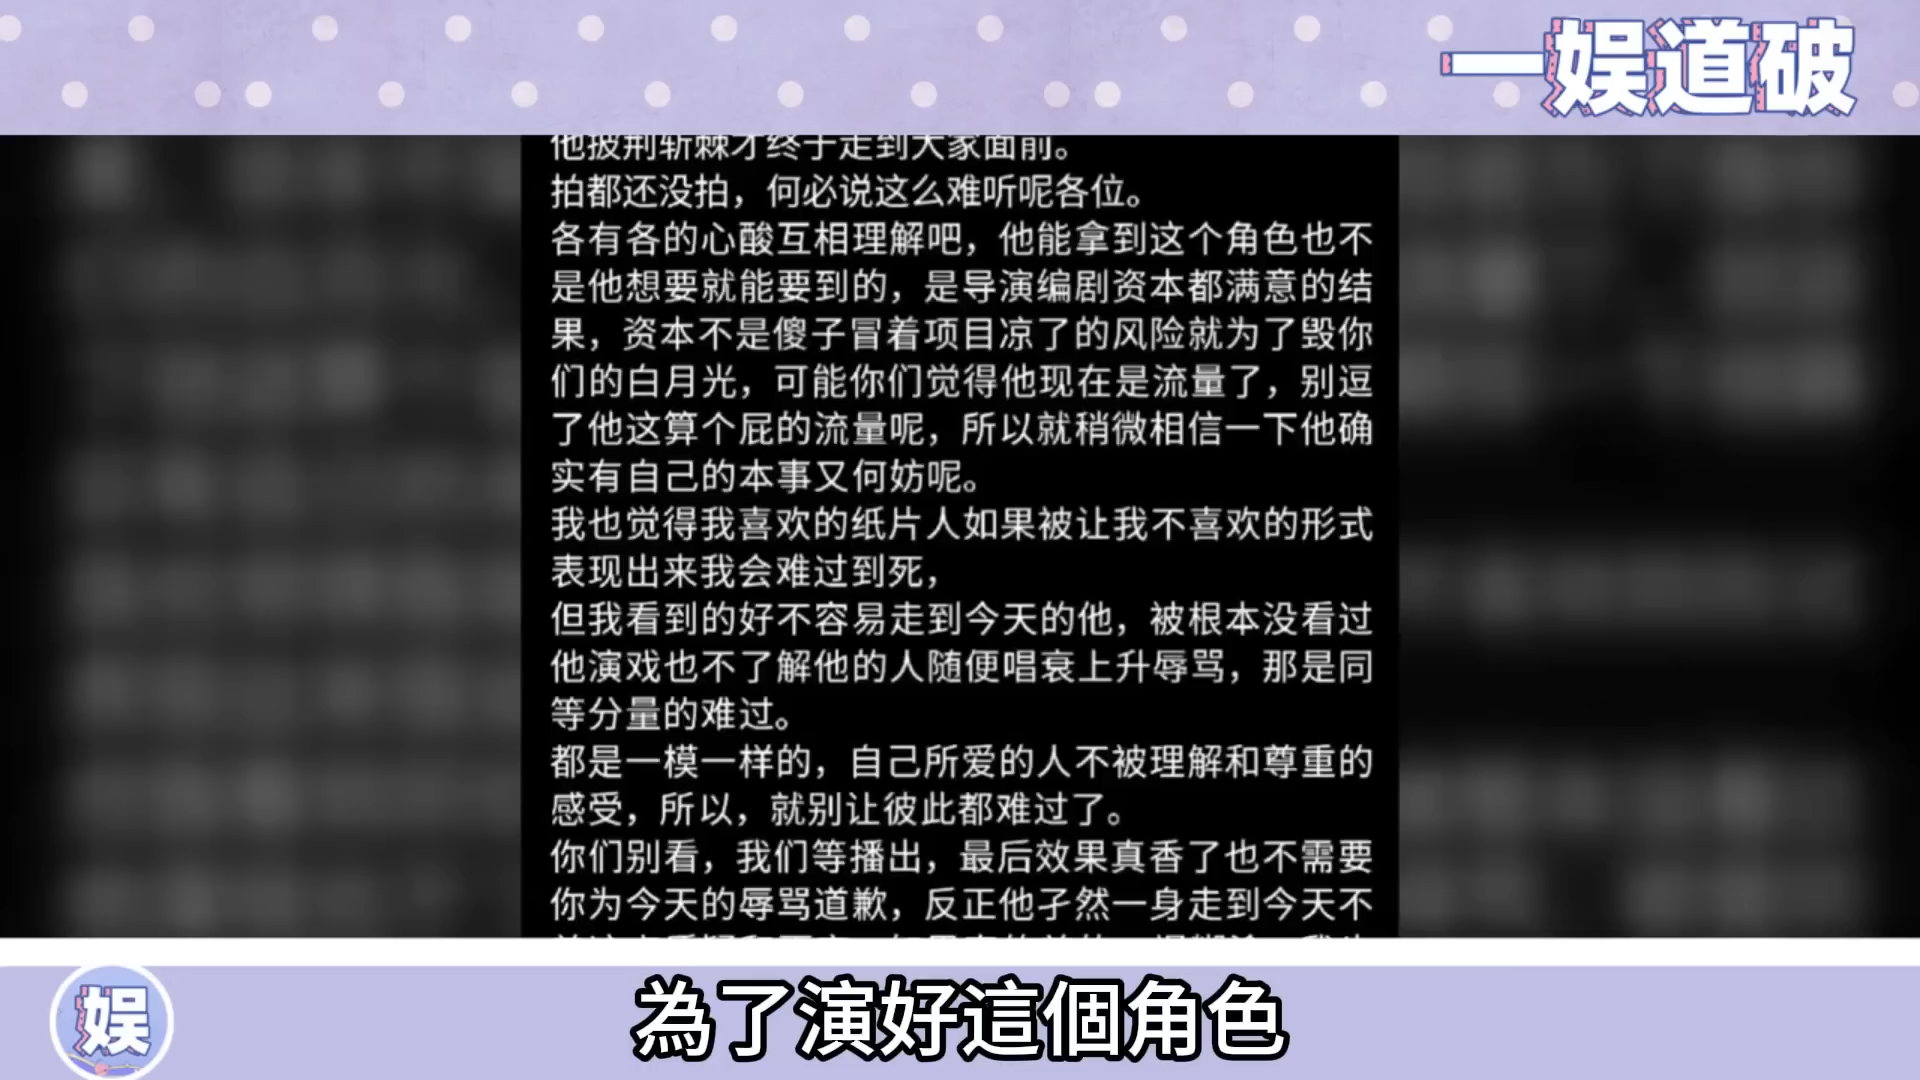 一娱道破
他披荆斩棘才终于走到大家面前。
拍都还没拍，何必说这么难听呢各位。
各有各的心酸互相理解吧，他能拿到这个角色也不
是他想要就能要到的，是导演编剧资本都满意的结
果，资本不是傻子冒着项目凉了的风险就为了毁你
们的白月光，可能你们觉得他现在是流量了，别逗
了他这算个屁的流量呢，所以就稍微相信一下他确
实有自己的本事又何妨呢。
我也觉得我喜欢的纸片人如果被让我不喜欢的形式
表现出来我会难过到死，
但我看到的好不容易走到今天的他，被根本没看过
他演戏也不了解他的人随便唱衰上升辱骂，那是同
等分量的难过。
都是一模一样的，自己所爱的人不被理解和尊重的
感受，所以，就别让彼此都难过了。
你们别看，我们等播出，最后效果真香了也不需要
你为今天的辱骂道歉，反正他孑然一身走到今天不
娱
為了演好這個角色